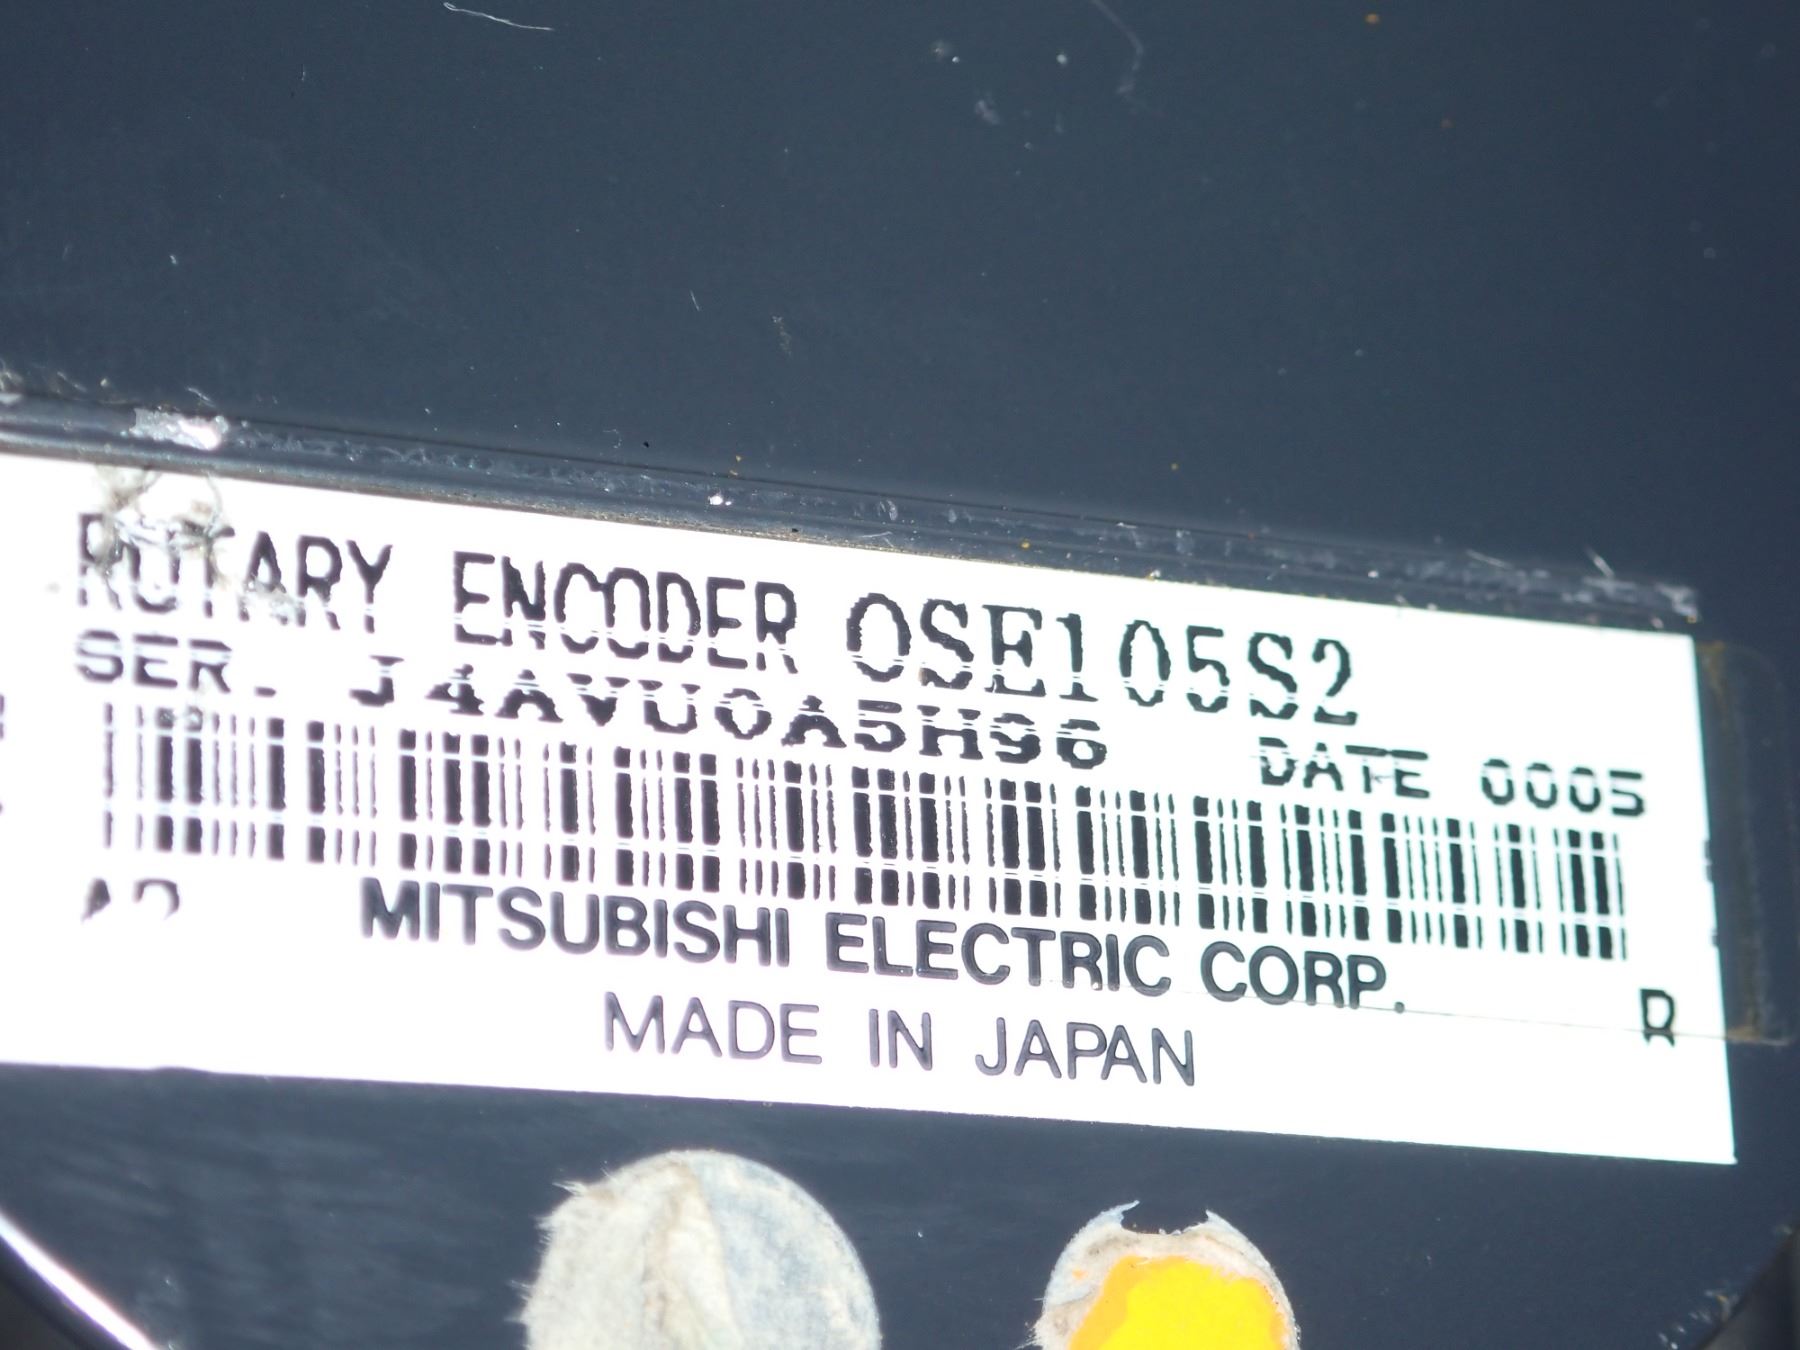 ROTARY ENCODER OSE105S2
SER. J4AVU0A5H96 DATE 0005
MITSUBISHI ELECTRIC CORP.
MADE IN JAPAN